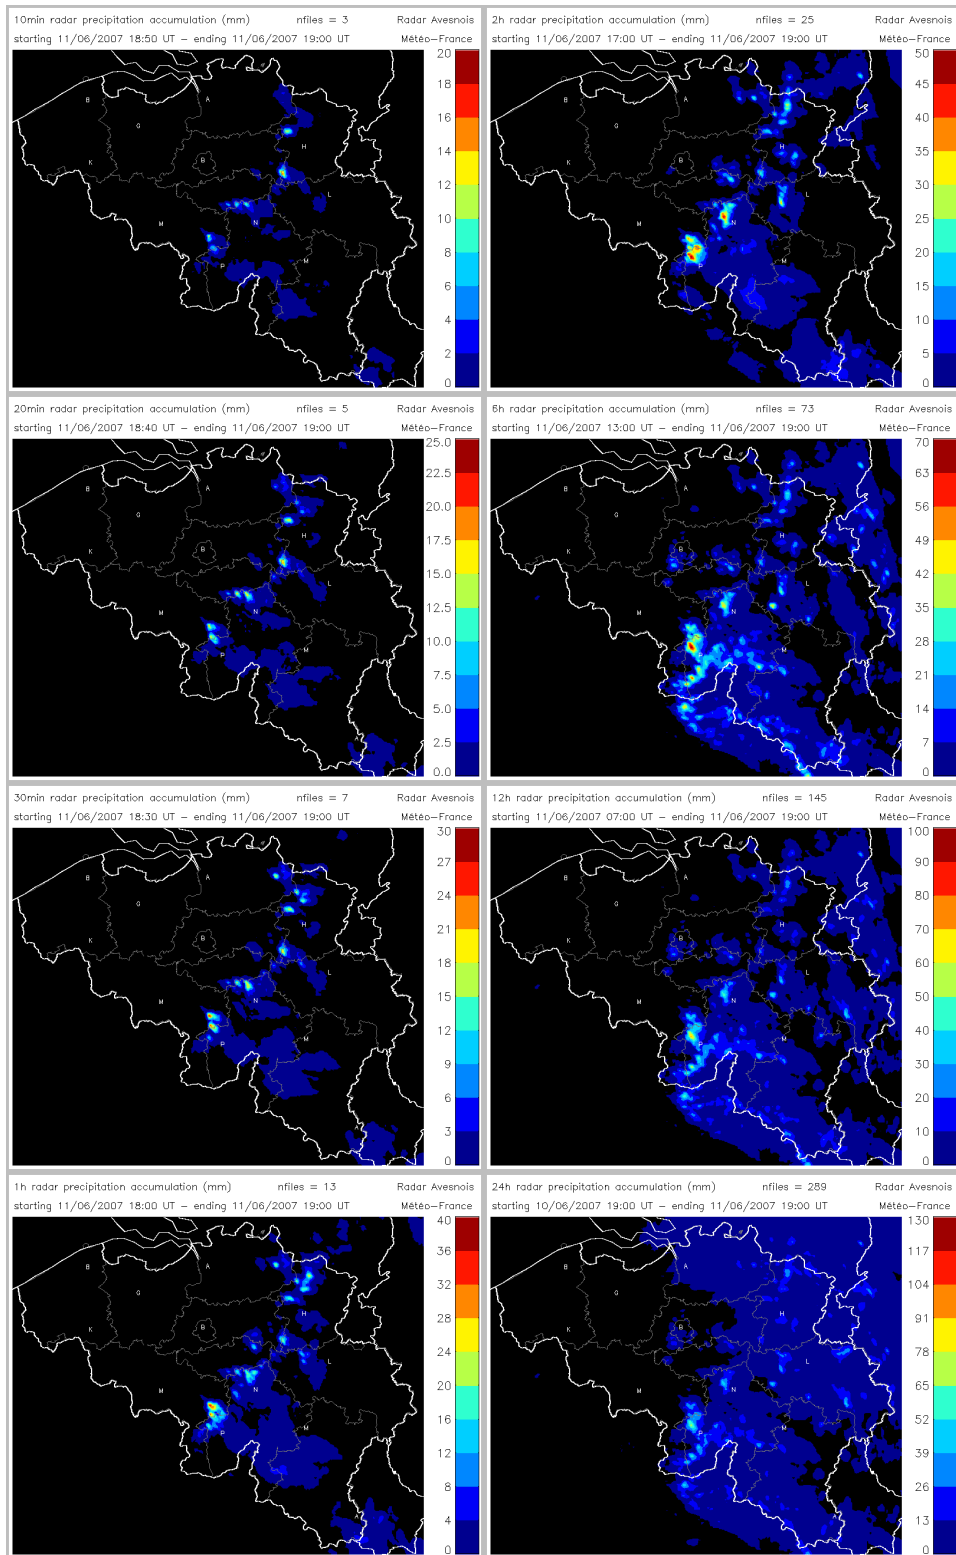 10min radar precipitation accumulation (mm) nfiles = 3 Radar Avesnois
starting 11/06/2007 18:50 UT − ending 11/06/2007 19:00 UT Météo−France
20
18
16
14
12
10
8
6
4
2
0
B
A
G
H
K
B
L
M
N
P
M
A
2h radar precipitation accumulation (mm) nfiles = 25 Radar Avesnois
starting 11/06/2007 17:00 UT − ending 11/06/2007 19:00 UT Météo−France
50
45
40
35
30
25
20
15
10
5
0
B
A
G
H
K
B
L
M
N
M
A
20min radar precipitation accumulation (mm) nfiles = 5 Radar Avesnois
starting 11/06/2007 18:40 UT − ending 11/06/2007 19:00 UT Météo−France
25.0
22.5
20.0
17.5
15.0
12.5
10.0
7.5
5.0
2.5
0.0
B
A
G
H
K
B
L
M
N
P
M
A
6h radar precipitation accumulation (mm) nfiles = 73 Radar Avesnois
starting 11/06/2007 13:00 UT − ending 11/06/2007 19:00 UT Météo−France
70
63
56
49
42
35
28
21
14
7
0
B
A
G
H
K
B
L
M
N
P
M
A
30min radar precipitation accumulation (mm) nfiles = 7 Radar Avesnois
starting 11/06/2007 18:30 UT − ending 11/06/2007 19:00 UT Météo−France
30
27
24
21
18
15
12
9
6
3
0
B
A
G
H
K
B
L
M
N
P
M
A
12h radar precipitation accumulation (mm) nfiles = 145 Radar Avesnois
starting 11/06/2007 07:00 UT − ending 11/06/2007 19:00 UT Météo−France
100
90
80
70
60
50
40
30
20
10
0
B
A
G
H
K
B
L
M
N
P
M
A
1h radar precipitation accumulation (mm) nfiles = 13 Radar Avesnois
starting 11/06/2007 18:00 UT − ending 11/06/2007 19:00 UT Météo−France
40
36
32
28
24
20
16
12
8
4
0
B
A
G
H
K
B
L
M
N
P
M
A
24h radar precipitation accumulation (mm) nfiles = 289 Radar Avesnois
starting 10/06/2007 19:00 UT − ending 11/06/2007 19:00 UT Météo−France
130
117
104
91
78
65
52
39
26
13
0
B
A
G
H
K
B
L
M
N
P
M
A